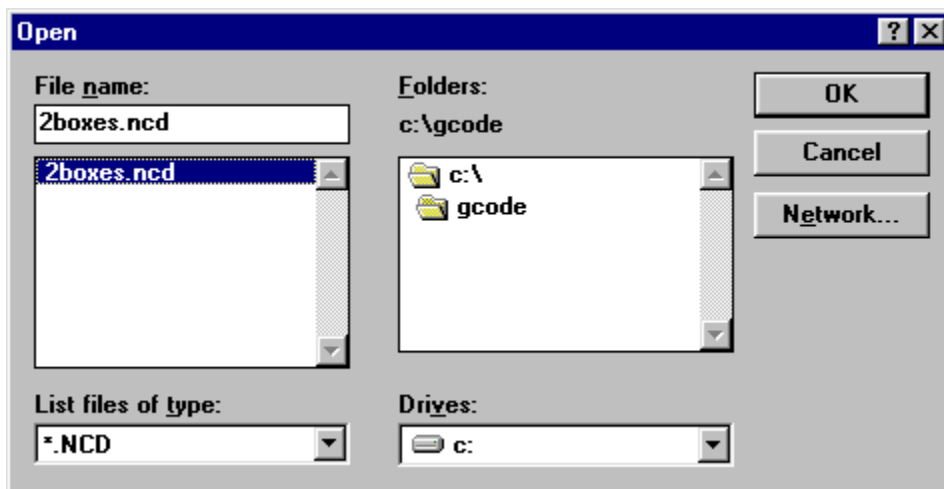 Open
File name:
2boxes.ncd
2boxes.ncd
List files of type:
*.NCD
Folders:
c:\gcode
c:\
gcode
Drives:
c:
OK
Cancel
Network...